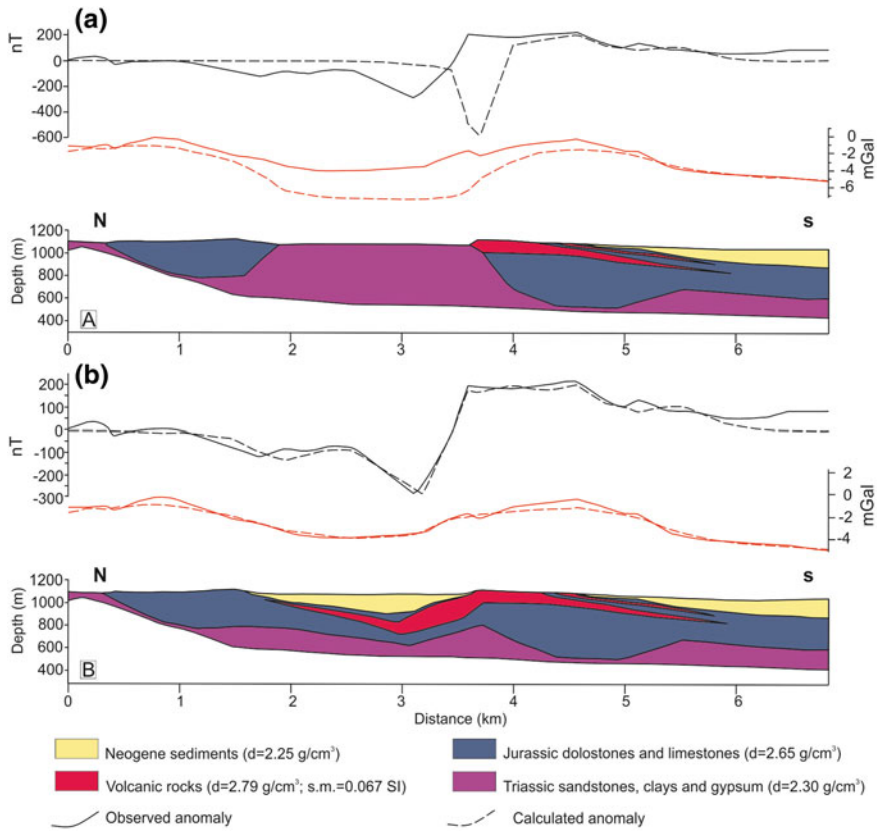 (a)
nT
200
0
-200
-400
-600
0
-2
-4
-6
mGal
N
S
Depth (m)
1200
1000
800
600
400
A
0 1 2 3 4 5 6
(b)
nT
200
100
0
-100
-200
-300
2
0
-2
-4
mGal
N
S
Depth (m)
1200
1000
800
600
400
B
0 1 2 3 4 5 6
Distance (km)
Neogene sediments (d=2.25 g/cm³)
Jurassic dolostones and limestones (d=2.65 g/cm³)
Volcanic rocks (d=2.79 g/cm³; s.m.=0.067 SI)
Triassic sandstones, clays and gypsum (d=2.30 g/cm³)
Observed anomaly
Calculated anomaly